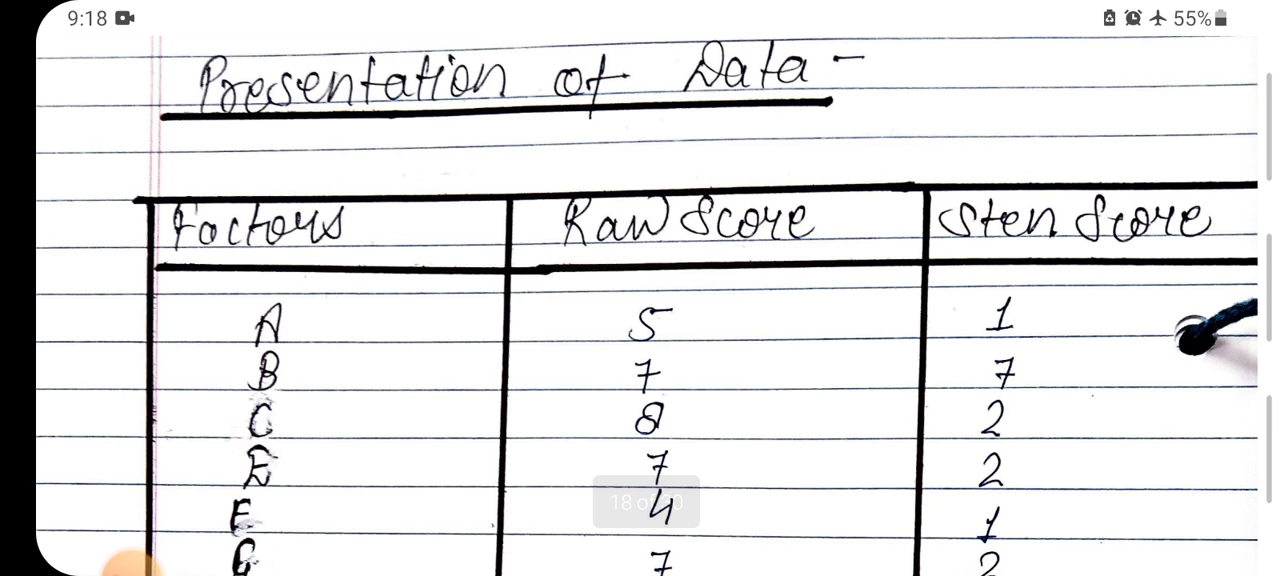 9:18
55%
Presentation of Data -
Factors Raw Score Sten Score
A 5 1
B 7 7
C 8 2
E 7 2
F 4 1
G 7 2